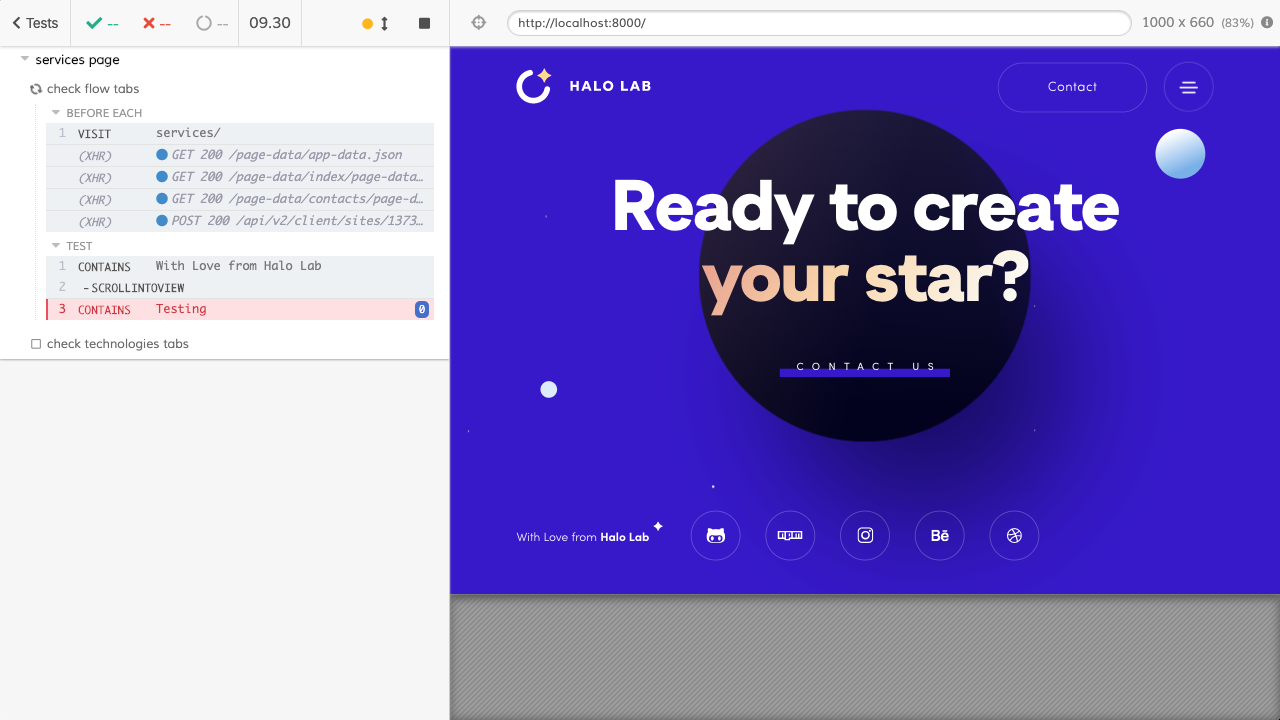 Tests
--
--
--
09.30
http://localhost:8000/
1000 x 660 (83%)
services page
check flow tabs
BEFORE EACH
1 VISIT services/
(XHR) GET 200 /page-data/app-data.json
(XHR) GET 200 /page-data/index/page-data…
(XHR) GET 200 /page-data/contacts/page-d…
(XHR) POST 200 /api/v2/client/sites/1373…
TEST
1 CONTAINS With Love from Halo Lab
2 -SCROLLINTOVIEW
3 CONTAINS Testing 0
check technologies tabs
HALO LAB
Contact
Ready to create
your star?
CONTACT US
With Love from Halo Lab
npm
Bē